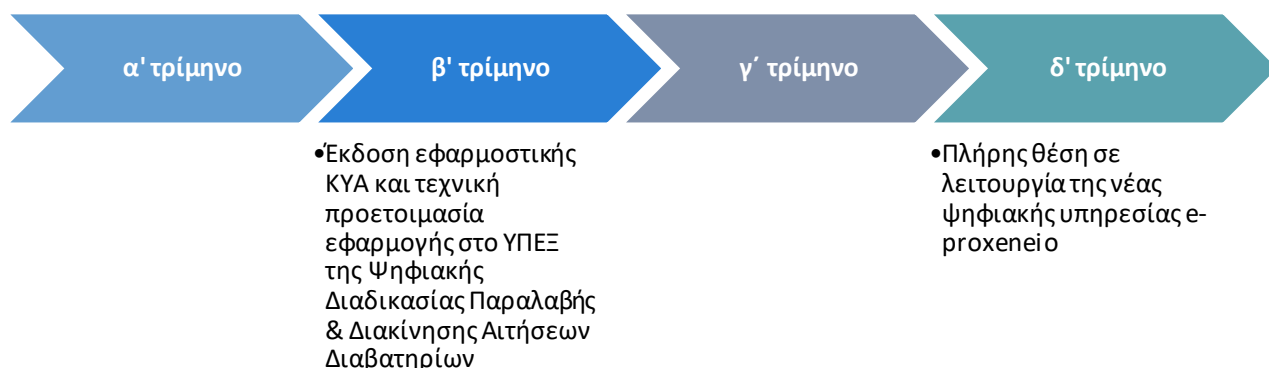 α' τρίμηνο
β' τρίμηνο
γ΄ τρίμηνο
δ' τρίμηνο
•Έκδοση εφαρμοστικής
ΚΥΑ και τεχνική
προετοιμασία
εφαρμογής στο ΥΠΕΞ
της Ψηφιακής
Διαδικασίας Παραλαβής
& Διακίνησης Αιτήσεων
Διαβατηρίων
•Πλήρης θέση σε
λειτουργία της νέας
ψηφιακής υπηρεσίας e-
proxeneio